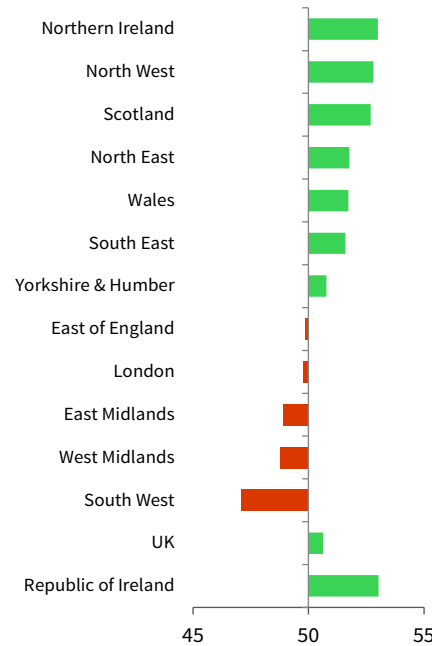 Northern Ireland
North West
Scotland
North East
Wales
South East
Yorkshire & Humber
East of England
London
East Midlands
West Midlands
South West
UK
Republic of Ireland
45 50 55